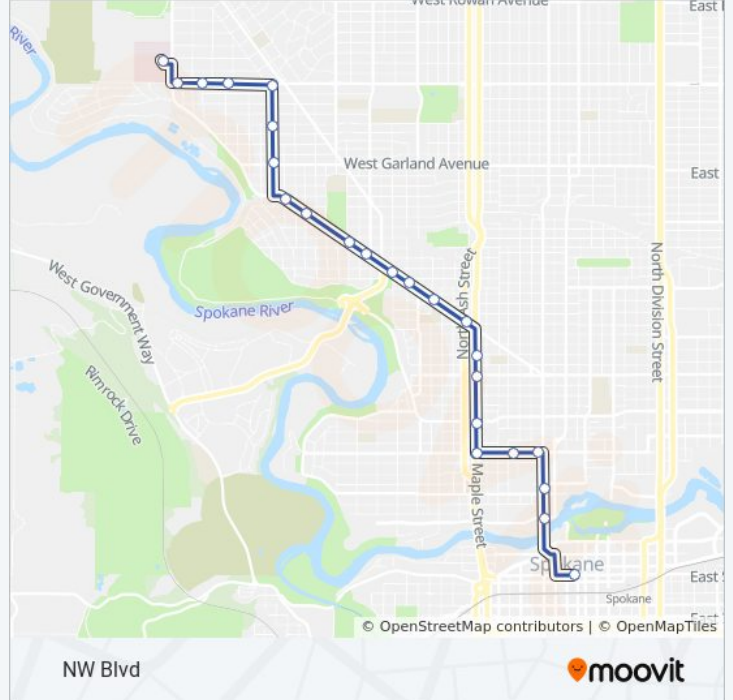 West Rowan Avenue
East
River
West Garland Avenue
East
North Ash Street
North Division Street
West Government Way
Spokane River
Rimrock Drive
Maple Street
Spokane
East
Spokane
© OpenStreetMap contributors | © OpenMapTiles
NW Blvd
moovit